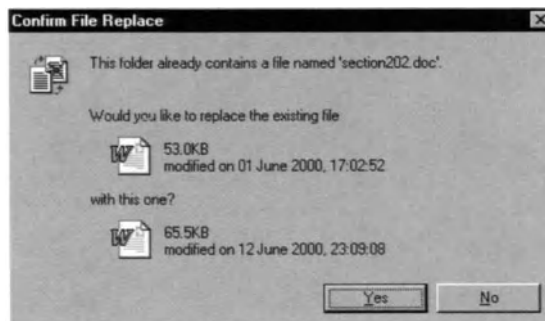 Confirm File Replace
This folder already contains a file named 'section202.doc'.
Would you like to replace the existing file
53.0KB
modified on 01 June 2000, 17:02:52
with this one?
65.5KB
modified on 12 June 2000, 23:09:08
Yes
No